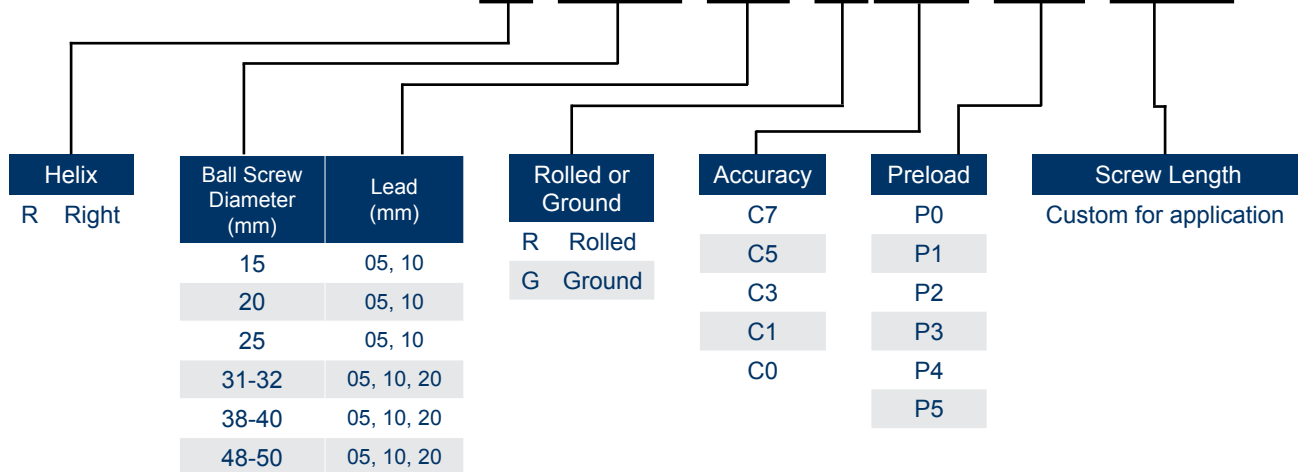 Helix
R Right
Ball Screw
Diameter
(mm)
Lead
(mm)
15 05, 10
20 05, 10
25 05, 10
31-32 05, 10, 20
38-40 05, 10, 20
48-50 05, 10, 20
Rolled or
Ground
R Rolled
G Ground
Accuracy
C7
C5
C3
C1
C0
Preload
P0
P1
P2
P3
P4
P5
Screw Length
Custom for application